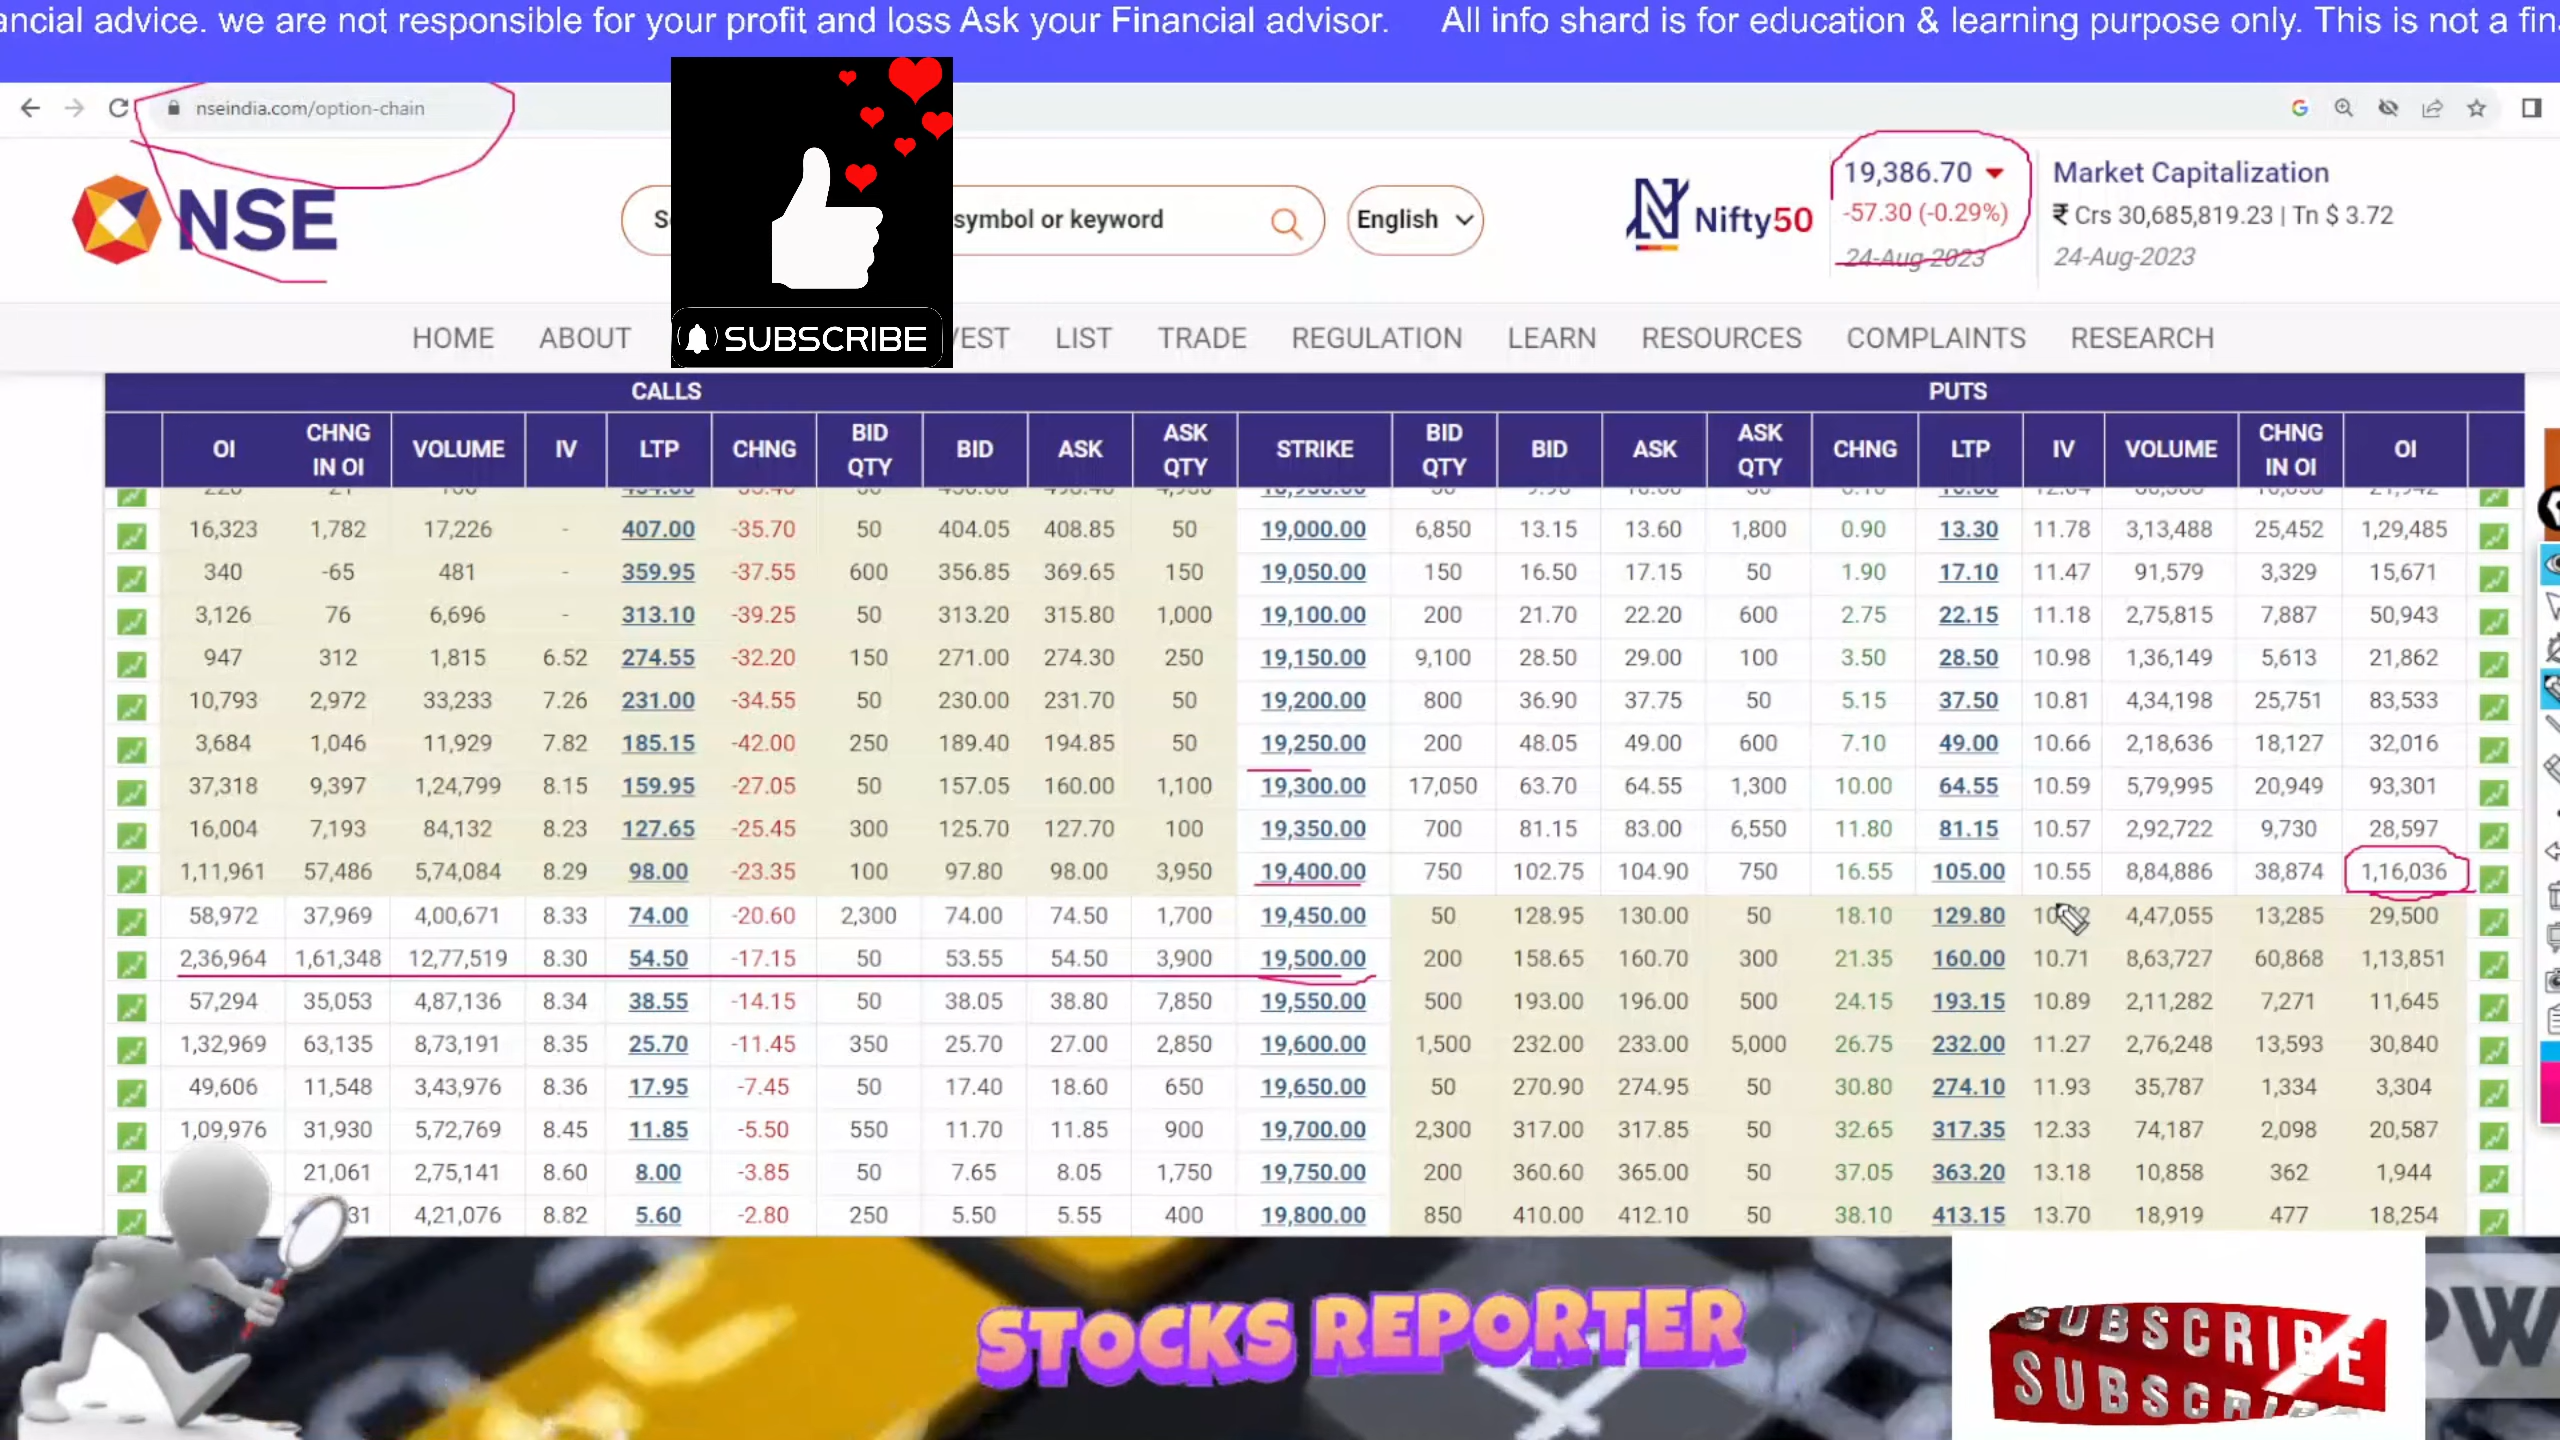 ancial advice. we are not responsible for your profit and loss Ask your Financial advisor. All info shard is for education & learning purpose only. This is not a fin
nseindia.com/option-chain
NSE
symbol or keyword
English
Nifty50
19,386.70
-57.30 (-0.29%)
24-Aug-2023
Market Capitalization
₹ Crs 30,685,819.23 | Tn $ 3.72
24-Aug-2023
SUBSCRIBE
HOME ABOUT VEST LIST TRADE REGULATION LEARN RESOURCES COMPLAINTS RESEARCH
CALLS PUTS
OI CHNG IN OI VOLUME IV LTP CHNG BID QTY BID ASK ASK QTY STRIKE BID QTY BID ASK ASK QTY CHNG LTP IV VOLUME CHNG IN OI OI
16,323 1,782 17,226 - 407.00 -35.70 50 404.05 408.85 50 19,000.00 6,850 13.15 13.60 1,800 0.90 13.30 11.78 3,13,488 25,452 1,29,485
340 -65 481 - 359.95 -37.55 600 356.85 369.65 150 19,050.00 150 16.50 17.15 50 1.90 17.10 11.47 91,579 3,329 15,671
3,126 76 6,696 - 313.10 -39.25 50 313.20 315.80 1,000 19,100.00 200 21.70 22.20 600 2.75 22.15 11.18 2,75,815 7,887 50,943
947 312 1,815 6.52 274.55 -32.20 150 271.00 274.30 250 19,150.00 9,100 28.50 29.00 100 3.50 28.50 10.98 1,36,149 5,613 21,862
10,793 2,972 33,233 7.26 231.00 -34.55 50 230.00 231.70 50 19,200.00 800 36.90 37.75 50 5.15 37.50 10.81 4,34,198 25,751 83,533
3,684 1,046 11,929 7.82 185.15 -42.00 250 189.40 194.85 50 19,250.00 200 48.05 49.00 600 7.10 49.00 10.66 2,18,636 18,127 32,016
37,318 9,397 1,24,799 8.15 159.95 -27.05 50 157.05 160.00 1,100 19,300.00 17,050 63.70 64.55 1,300 10.00 64.55 10.59 5,79,995 20,949 93,301
16,004 7,193 84,132 8.23 127.65 -25.45 300 125.70 127.70 100 19,350.00 700 81.15 83.00 6,550 11.80 81.15 10.57 2,92,722 9,730 28,597
1,11,961 57,486 5,74,084 8.29 98.00 -23.35 100 97.80 98.00 3,950 19,400.00 750 102.75 104.90 750 16.55 105.00 10.55 8,84,886 38,874 1,16,036
58,972 37,969 4,00,671 8.33 74.00 -20.60 2,300 74.00 74.50 1,700 19,450.00 50 128.95 130.00 50 18.10 129.80 4,47,055 13,285 29,500
2,36,964 1,61,348 12,77,519 8.30 54.50 -17.15 50 53.55 54.50 3,900 19,500.00 200 158.65 160.70 300 21.35 160.00 10.71 8,63,727 60,868 1,13,851
57,294 35,053 4,87,136 8.34 38.55 -14.15 50 38.05 38.80 7,850 19,550.00 500 193.00 196.00 500 24.15 193.15 10.89 2,11,282 7,271 11,645
1,32,969 63,135 8,73,191 8.35 25.70 -11.45 350 25.70 27.00 2,850 19,600.00 1,500 232.00 233.00 5,000 26.75 232.00 11.27 2,76,248 13,593 30,840
49,606 11,548 3,43,976 8.36 17.95 -7.45 50 17.40 18.60 650 19,650.00 50 270.90 274.95 50 30.80 274.10 11.93 35,787 1,334 3,304
1,09,976 31,930 5,72,769 8.45 11.85 -5.50 550 11.70 11.85 900 19,700.00 2,300 317.00 317.85 50 32.65 317.35 12.33 74,187 2,098 20,587
21,061 2,75,141 8.60 8.00 -3.85 50 7.65 8.05 1,750 19,750.00 200 360.60 365.00 50 37.05 363.20 13.18 10,858 362 1,944
31 4,21,076 8.82 5.60 -2.80 250 5.50 5.55 400 19,800.00 850 410.00 412.10 50 38.10 413.15 13.70 18,919 477 18,254
STOCKS REPORTER
SUBSCRIBE
SUBSCRIBE